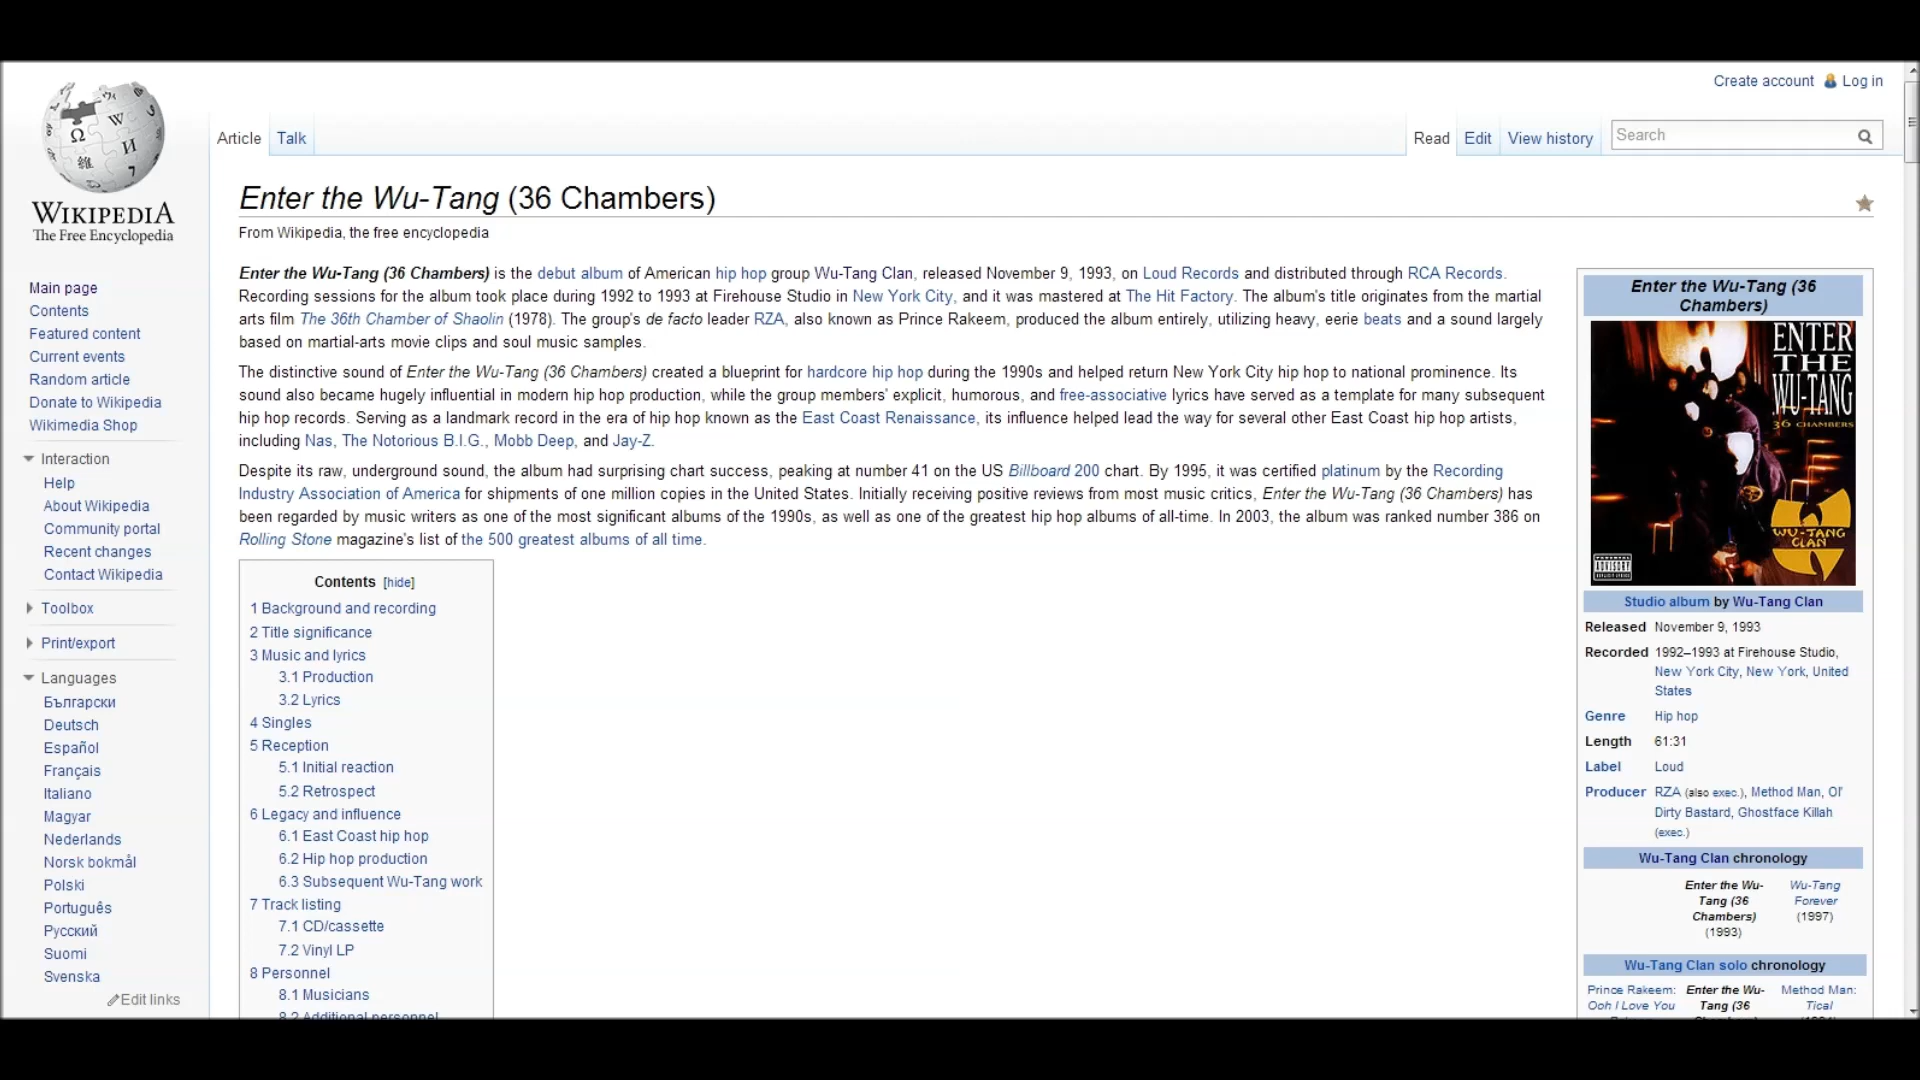 Create account Log in
Article Talk
Read Edit View history Search
WIKIPEDIA
The Free Encyclopedia
Main page
Contents
Featured content
Current events
Random article
Donate to Wikipedia
Wikimedia Shop
Interaction
Help
About Wikipedia
Community portal
Recent changes
Contact Wikipedia
Toolbox
Print/export
Languages
Български
Deutsch
Español
Français
Italiano
Magyar
Nederlands
Norsk bokmål
Polski
Português
Русский
Suomi
Svenska
Edit links
Enter the Wu-Tang (36 Chambers)
From Wikipedia, the free encyclopedia
Enter the Wu-Tang (36 Chambers) is the debut album of American hip hop group Wu-Tang Clan, released November 9, 1993, on Loud Records and distributed through RCA Records.
Recording sessions for the album took place during 1992 to 1993 at Firehouse Studio in New York City, and it was mastered at The Hit Factory. The album's title originates from the martial
arts film The 36th Chamber of Shaolin (1978). The group's de facto leader RZA, also known as Prince Rakeem, produced the album entirely, utilizing heavy, eerie beats and a sound largely
based on martial-arts movie clips and soul music samples.
The distinctive sound of Enter the Wu-Tang (36 Chambers) created a blueprint for hardcore hip hop during the 1990s and helped return New York City hip hop to national prominence. Its
sound also became hugely influential in modern hip hop production, while the group members' explicit, humorous, and free-associative lyrics have served as a template for many subsequent
hip hop records. Serving as a landmark record in the era of hip hop known as the East Coast Renaissance, its influence helped lead the way for several other East Coast hip hop artists,
including Nas, The Notorious B.I.G., Mobb Deep, and Jay-Z.
Despite its raw, underground sound, the album had surprising chart success, peaking at number 41 on the US Billboard 200 chart. By 1995, it was certified platinum by the Recording
Industry Association of America for shipments of one million copies in the United States. Initially receiving positive reviews from most music critics, Enter the Wu-Tang (36 Chambers) has
been regarded by music writers as one of the most significant albums of the 1990s, as well as one of the greatest hip hop albums of all-time. In 2003, the album was ranked number 386 on
Rolling Stone magazine's list of the 500 greatest albums of all time.
Contents [hide]
1 Background and recording
2 Title significance
3 Music and lyrics
3.1 Production
3.2 Lyrics
4 Singles
5 Reception
5.1 Initial reaction
5.2 Retrospect
6 Legacy and influence
6.1 East Coast hip hop
6.2 Hip hop production
6.3 Subsequent Wu-Tang work
7 Track listing
7.1 CD/cassette
7.2 Vinyl LP
8 Personnel
8.1 Musicians
8.2 Additional personnel
Enter the Wu-Tang (36
Chambers)
ENTER
THE
WU-TANG
36 CHAMBERS
WU-TANG
CLAN
ADVISORY
Studio album by Wu-Tang Clan
Released November 9, 1993
Recorded 1992–1993 at Firehouse Studio,
New York City, New York, United
States
Genre Hip hop
Length 61:31
Label Loud
Producer RZA (also exec.), Method Man, Ol'
Dirty Bastard, Ghostface Killah
(exec.)
Wu-Tang Clan chronology
Enter the Wu-
Tang (36
Chambers)
(1993)
Wu-Tang
Forever
(1997)
Wu-Tang Clan solo chronology
Prince Rakeem:
Ooh I Love You
Enter the Wu-
Tang (36
Method Man:
Tical